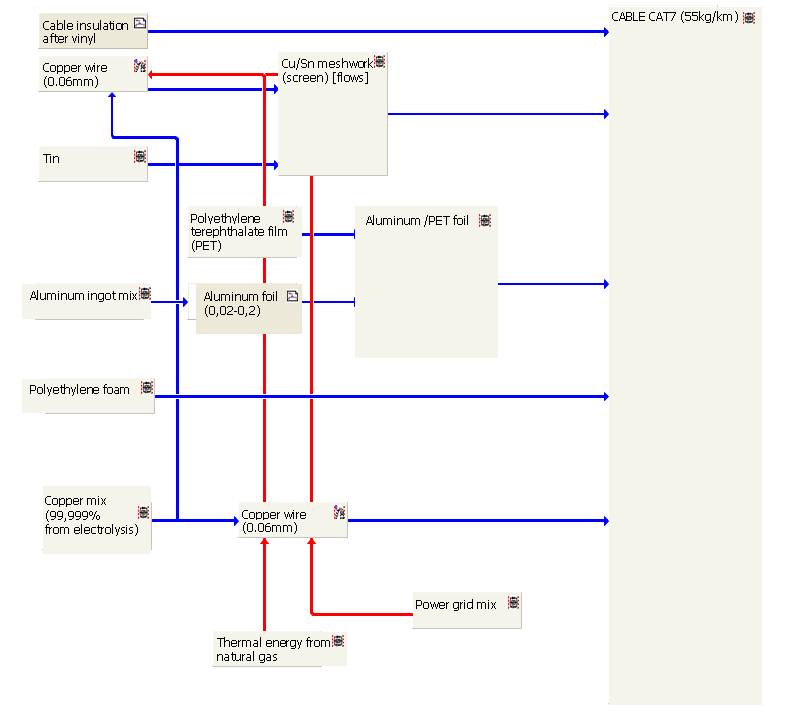 Cable insulation
after vinyl
CABLE CAT7 (55kg/km)
Copper wire
(0.06mm)
Cu/Sn meshwork
(screen) [flows]
Tin
Polyethylene
terephthalate film
(PET)
Aluminum /PET foil
Aluminum ingot mix
Aluminum foil
(0,02-0,2)
Polyethylene foam
Copper mix
(99,999%
from electrolysis)
Copper wire
(0.06mm)
Power grid mix
Thermal energy from
natural gas